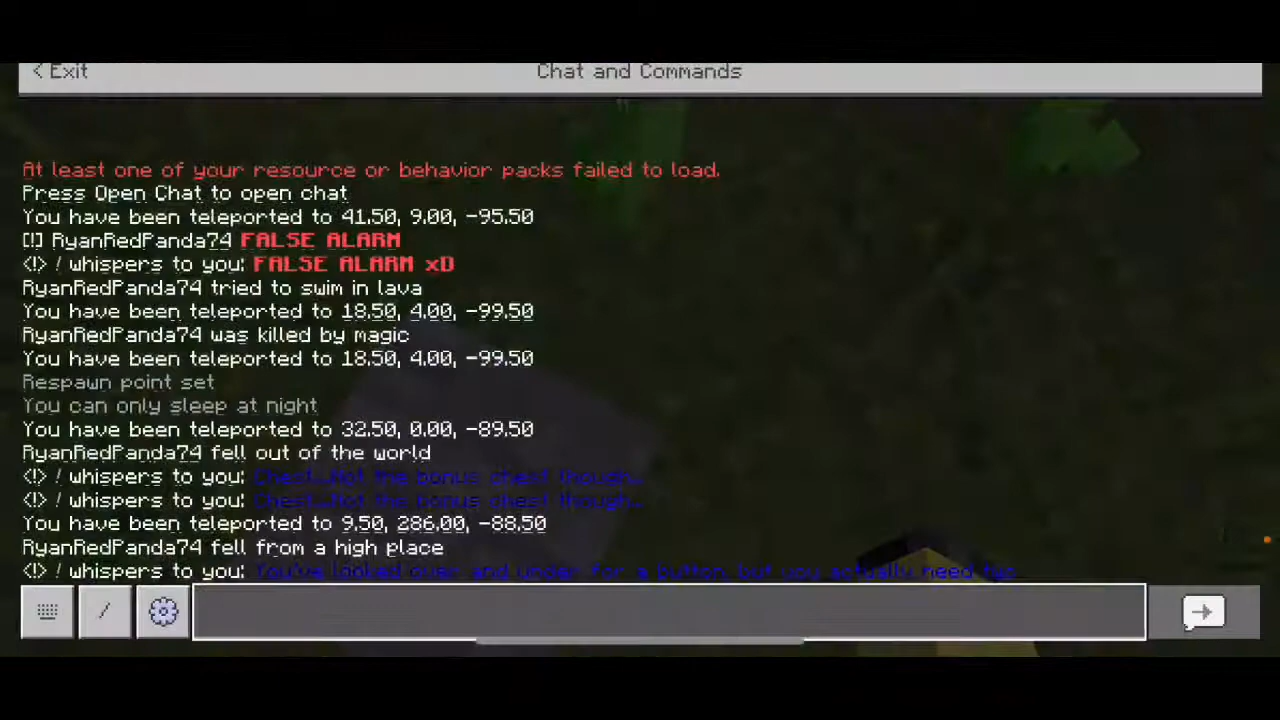 < Exit
Chat and Commands
At least one of your resource or behavior packs failed to load.
Press Open Chat to open chat
You have been teleported to 41.50, 9.00, -95.50
[!] RyanRedPanda74 FALSE ALARM
<!> / whispers to you: FALSE ALARM xD
RyanRedPanda74 tried to swim in lava
You have been teleported to 18.50, 4.00, -99.50
RyanRedPanda74 was killed by magic
You have been teleported to 18.50, 4.00, -99.50
Respawn point set
You can only sleep at night
You have been teleported to 32.50, 0.00, -89.50
RyanRedPanda74 fell out of the world
<!> / whispers to you: Chest...Not the bonus chest though...
<!> / whispers to you: Chest...Not the bonus chest though...
You have been teleported to 9.50, 286.00, -88.50
RyanRedPanda74 fell from a high place
<!> / whispers to you: You've looked over and under for a button, but you actually need
/